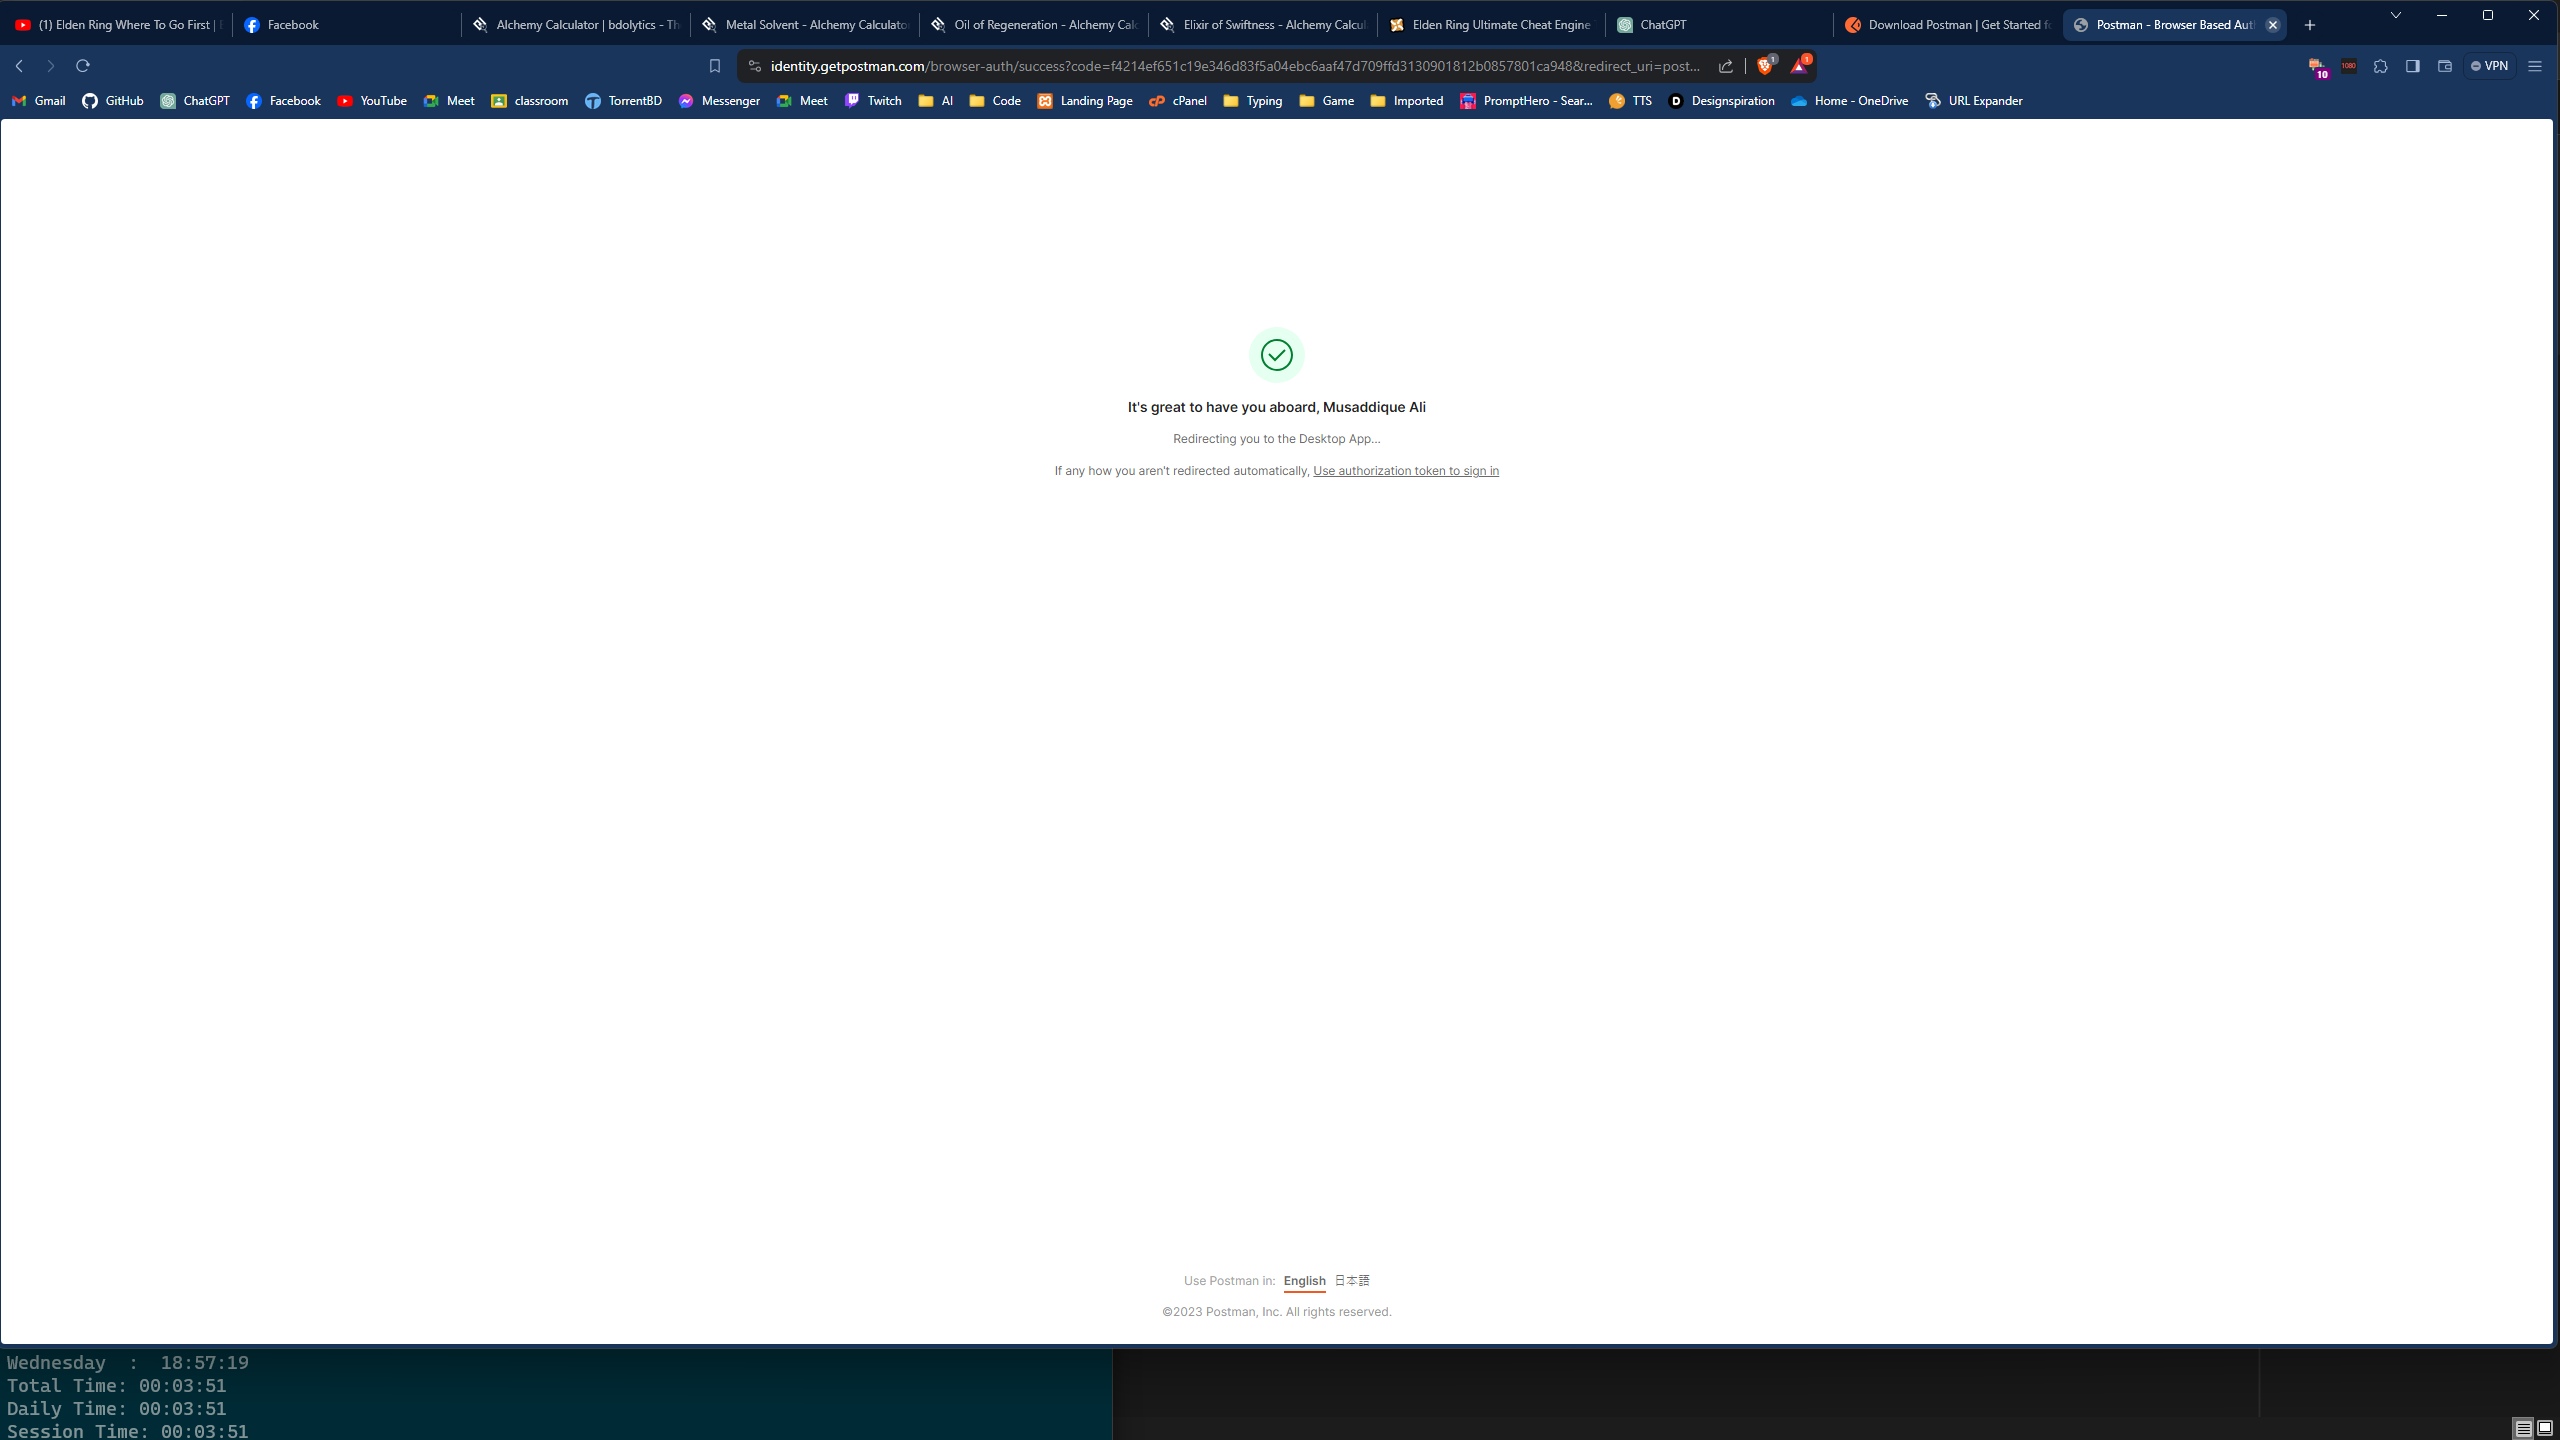 (1) Elden Ring Where To Go First |
Facebook
Alchemy Calculator | bdolytics - Th
Metal Solvent - Alchemy Calculator
Oil of Regeneration - Alchemy Calc
Elixir of Swiftness - Alchemy Calcul
Elden Ring Ultimate Cheat Engine
ChatGPT
Download Postman | Get Started fo
Postman - Browser Based Aut
identity.getpostman.com/browser-auth/success?code=f4214ef651c19e346d83f5a04ebc6aaf47d709ffd3130901812b0857801ca948&redirect_uri=post...
1
1
10
1080
VPN
Gmail
GitHub
ChatGPT
Facebook
YouTube
Meet
classroom
TorrentBD
Messenger
Meet
Twitch
AI
Code
Landing Page
cPanel
Typing
Game
Imported
PromptHero - Sear...
TTS
Designspiration
Home - OneDrive
URL Expander
It's great to have you aboard, Musaddique Ali
Redirecting you to the Desktop App...
If any how you aren't redirected automatically, Use authorization token to sign in
Use Postman in: English 日本語
©2023 Postman, Inc. All rights reserved.
Wednesday : 18:57:19
Total Time: 00:03:51
Daily Time: 00:03:51
Session Time: 00:03:51